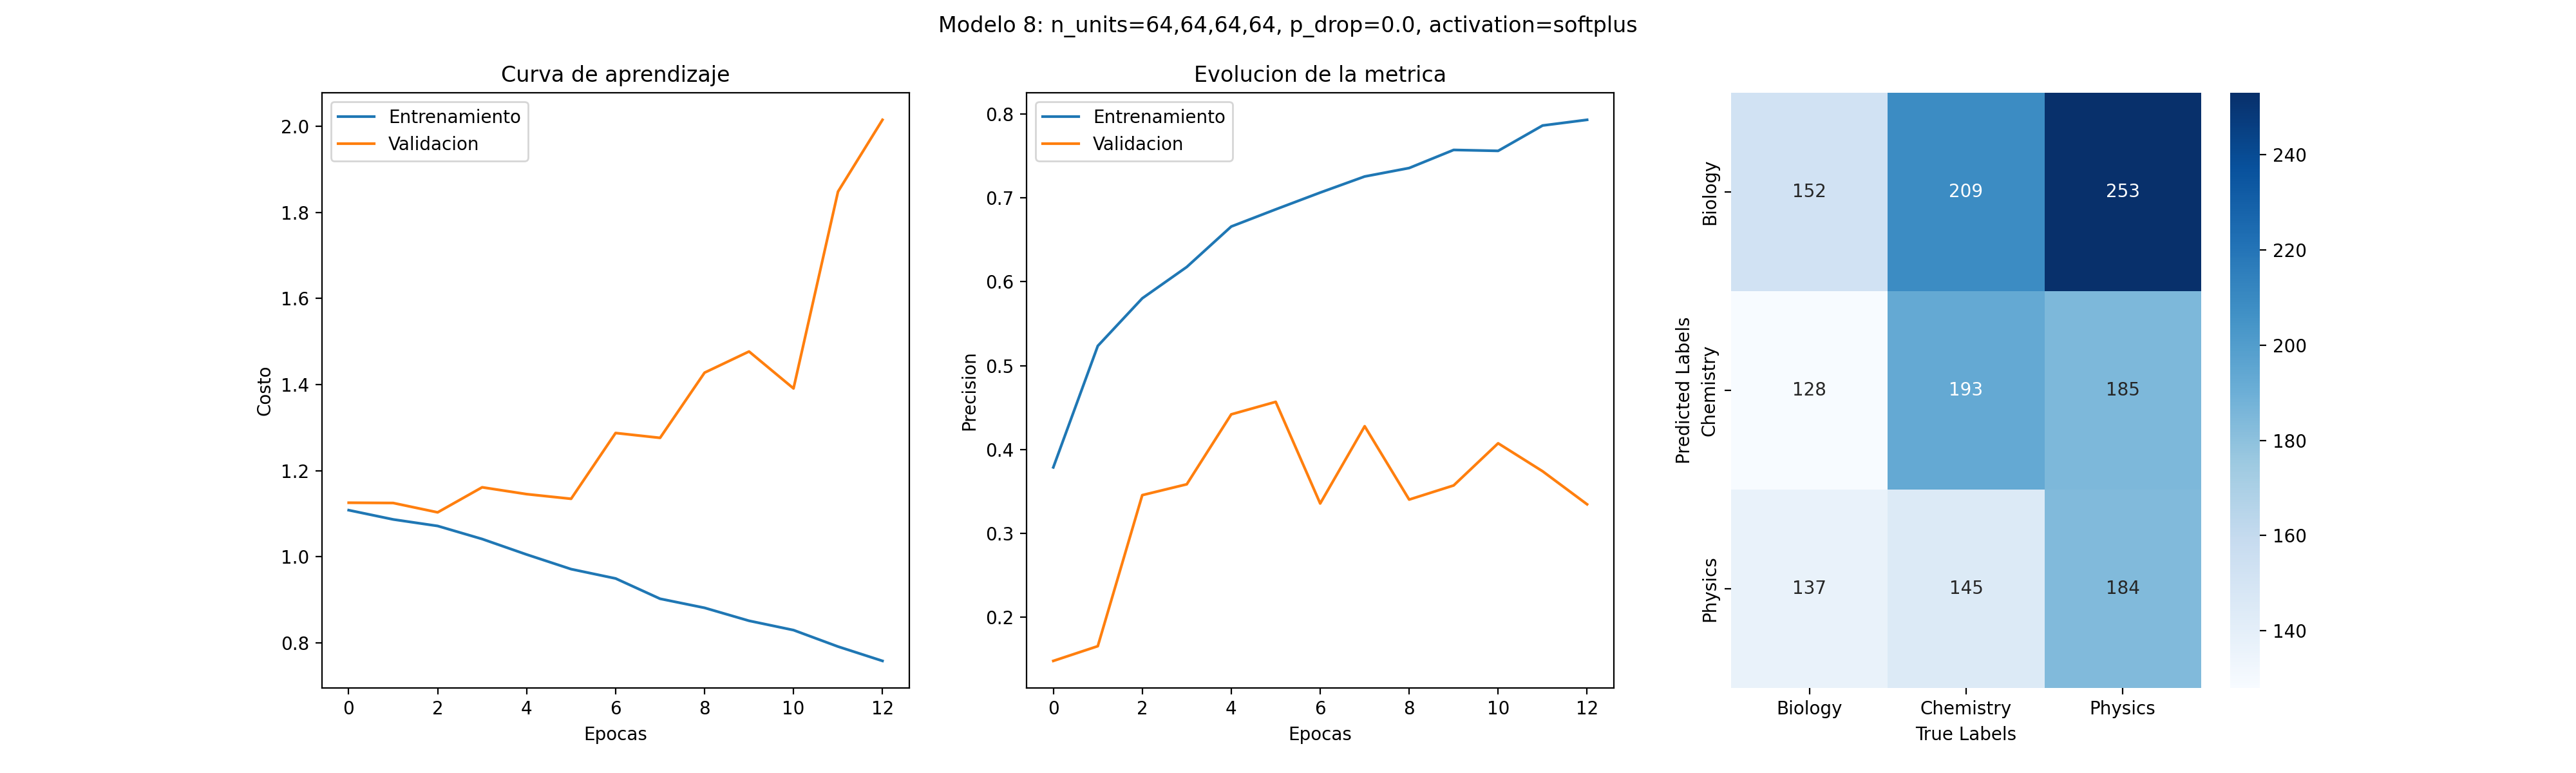 Modelo 8: n_units=64,64,64,64, p_drop=0.0, activation=softplus
Curva de aprendizaje
Entrenamiento
Validacion
2.0
1.8
1.6
1.4
1.2
1.0
0.8
Costo
0 2 4 6 8 10 12
Epocas
Evolucion de la metrica
Entrenamiento
Validacion
0.8
0.7
0.6
0.5
0.4
0.3
0.2
Precision
0 2 4 6 8 10 12
Epocas
Predicted Labels
Biology
Chemistry
Physics
152 209 253
128 193 185
137 145 184
Biology Chemistry Physics
True Labels
240
220
200
180
160
140